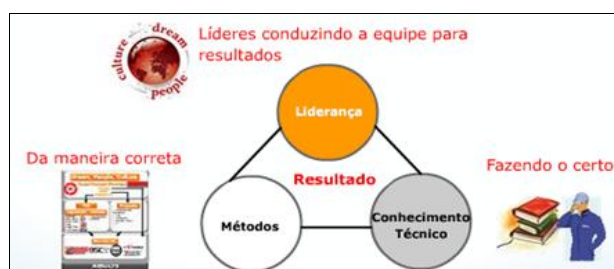 culture dream people
Líderes conduzindo a equipe para
resultados
Liderança
Da maneira correta
Resultado
Fazendo o certo
Métodos
Conhecimento
Técnico